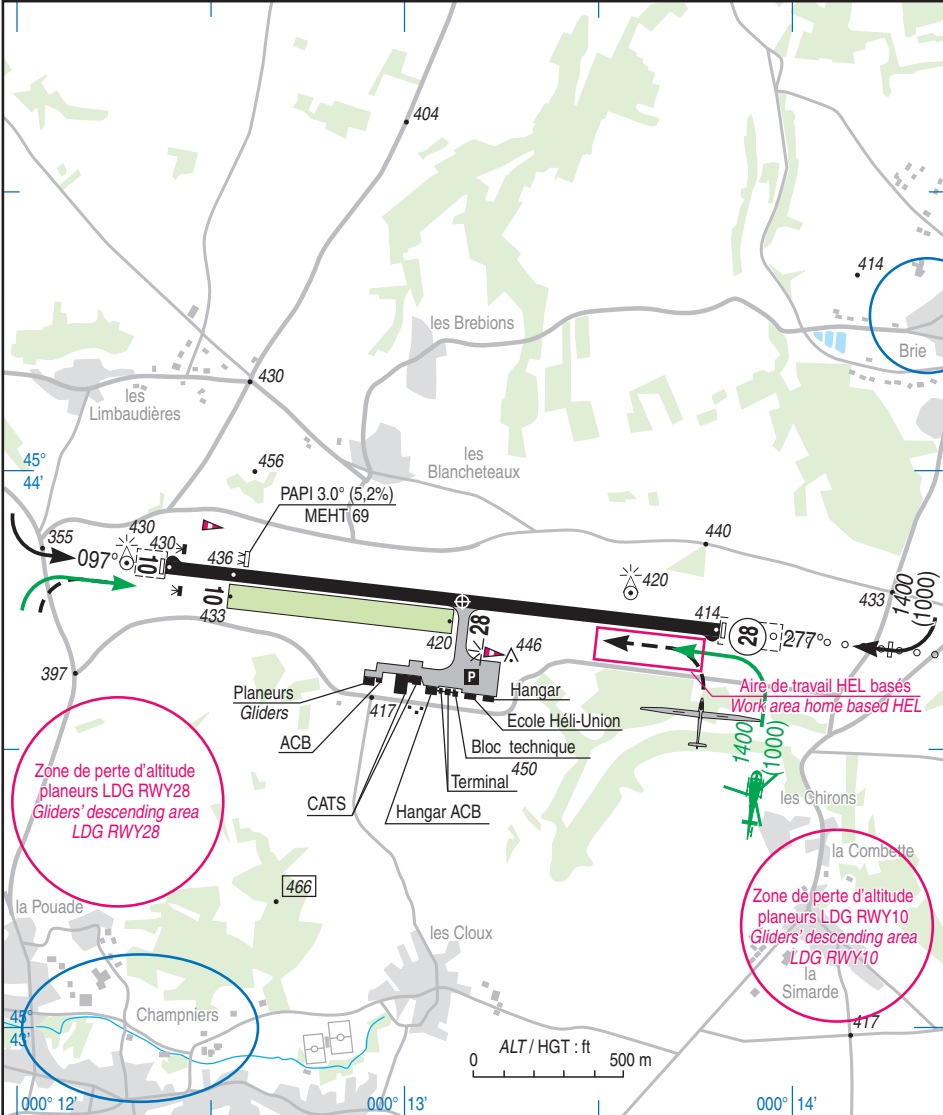 404
414
les Brebions
Brie
430
les
Limbaudières
les
Blancheteaux
45°
44'
456
PAPI 3.0° (5,2%)
MEHT 69
355
430
430
097°
10
436
440
420
433
1400
(1000)
10
433
414
28
277°
420
28
446
397
P
Planeurs
Gliders
417
ACB
Hangar
Ecole Héli-Union
Bloc technique
450
Terminal
CATS
Hangar ACB
Aire de travail HEL basés
Work area home based HEL
1400
(1000)
Zone de perte d'altitude
planeurs LDG RWY28
Gliders' descending area
LDG RWY28
les Chirons
la Combette
466
Zone de perte d'altitude
planeurs LDG RWY10
Gliders' descending area
LDG RWY10
la Pouade
les Cloux
la
Simarde
Champniers
45°
43'
417
ALT / HGT : ft
0
500 m
000° 12'
000° 13'
000° 14'